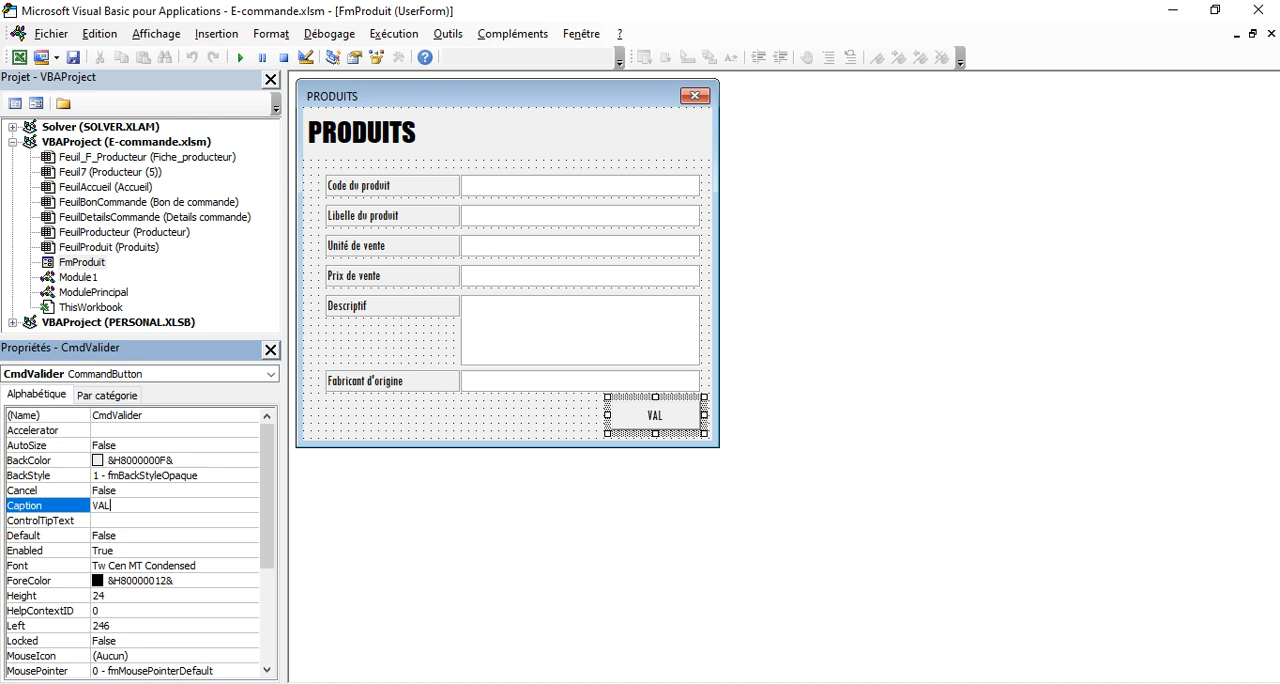 Microsoft Visual Basic pour Applications - E-commande.xlsm - [FmProduit (UserForm)]
Fichier Edition Affichage Insertion Format Débogage Exécution Outils Compléments Fenêtre ?
Projet - VBAProject
Solver (SOLVER.XLAM)
VBAProject (E-commande.xlsm)
Feuil_F_Producteur (Fiche_producteur)
Feuil7 (Producteur (5))
FeuilAccueil (Accueil)
FeuilBonCommande (Bon de commande)
FeuilDetailsCommande (Details commande)
FeuilProducteur (Producteur)
FeuilProduit (Produits)
FmProduit
Module1
ModulePrincipal
ThisWorkbook
VBAProject (PERSONAL.XLSB)
Propriétés - CmdValider
CmdValider CommandButton
Alphabétique Par catégorie
(Name) CmdValider
Accelerator
AutoSize False
BackColor &H8000000F&
BackStyle 1 - fmBackStyleOpaque
Cancel False
Caption VAL
ControlTipText
Default False
Enabled True
Font Tw Cen MT Condensed
ForeColor &H80000012&
Height 24
HelpContextID 0
Left 246
Locked False
MouseIcon (Aucun)
MousePointer 0 - fmMousePointerDefault
PRODUITS
PRODUITS
Code du produit
Libelle du produit
Unité de vente
Prix de vente
Descriptif
Fabricant d'origine
VAL